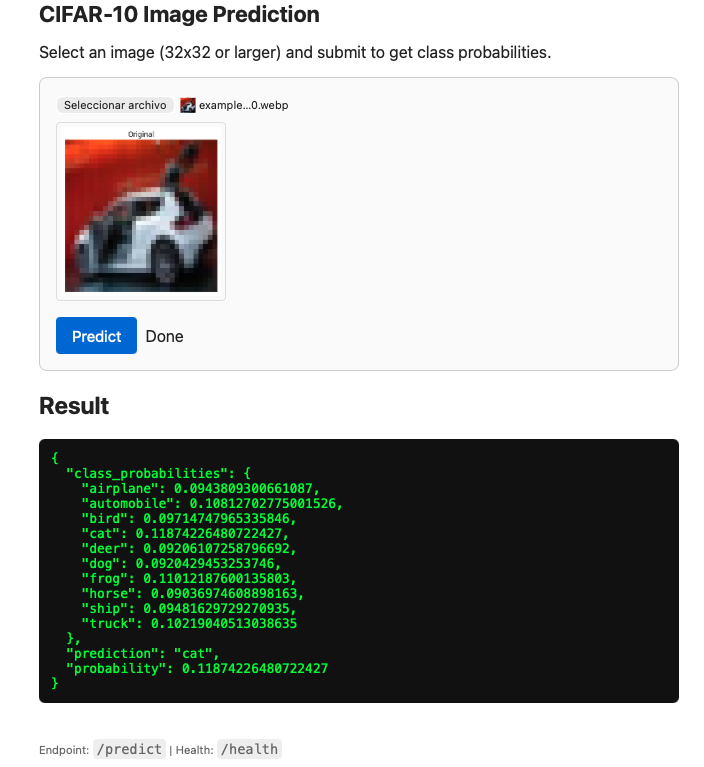 CIFAR-10 Image Prediction
Select an image (32x32 or larger) and submit to get class probabilities.
Seleccionar archivo example...0.webp
Original
Predict Done
Result
{
  "class_probabilities": {
    "airplane": 0.0943809300661087,
    "automobile": 0.10812702775001526,
    "bird": 0.09714747965335846,
    "cat": 0.11874226480722427,
    "deer": 0.09206107258796692,
    "dog": 0.0920429453253746,
    "frog": 0.11012187600135803,
    "horse": 0.09036974608898163,
    "ship": 0.09481629729270935,
    "truck": 0.10219040513038635
  },
  "prediction": "cat",
  "probability": 0.11874226480722427
}
Endpoint: /predict | Health: /health